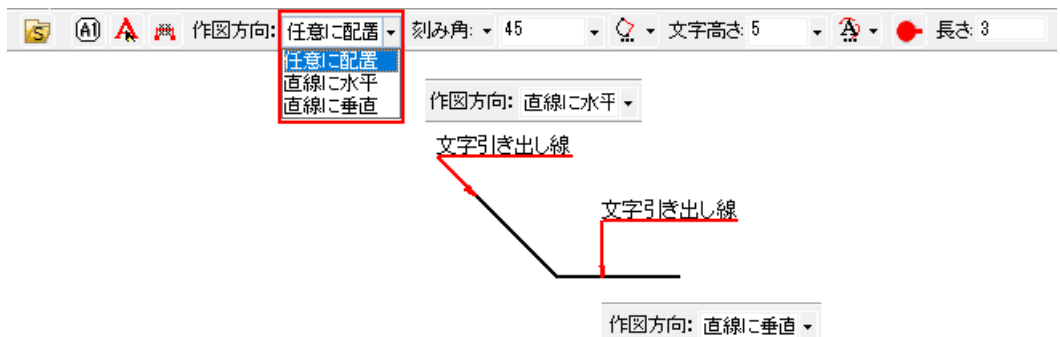 S A1 A 作図方向: 任意に配置 刻み角: 45 文字高さ: 5 A 長さ: 3
任意に配置
直線に水平
直線に垂直
作図方向: 直線に水平
文字引き出し線
文字引き出し線
作図方向: 直線に垂直